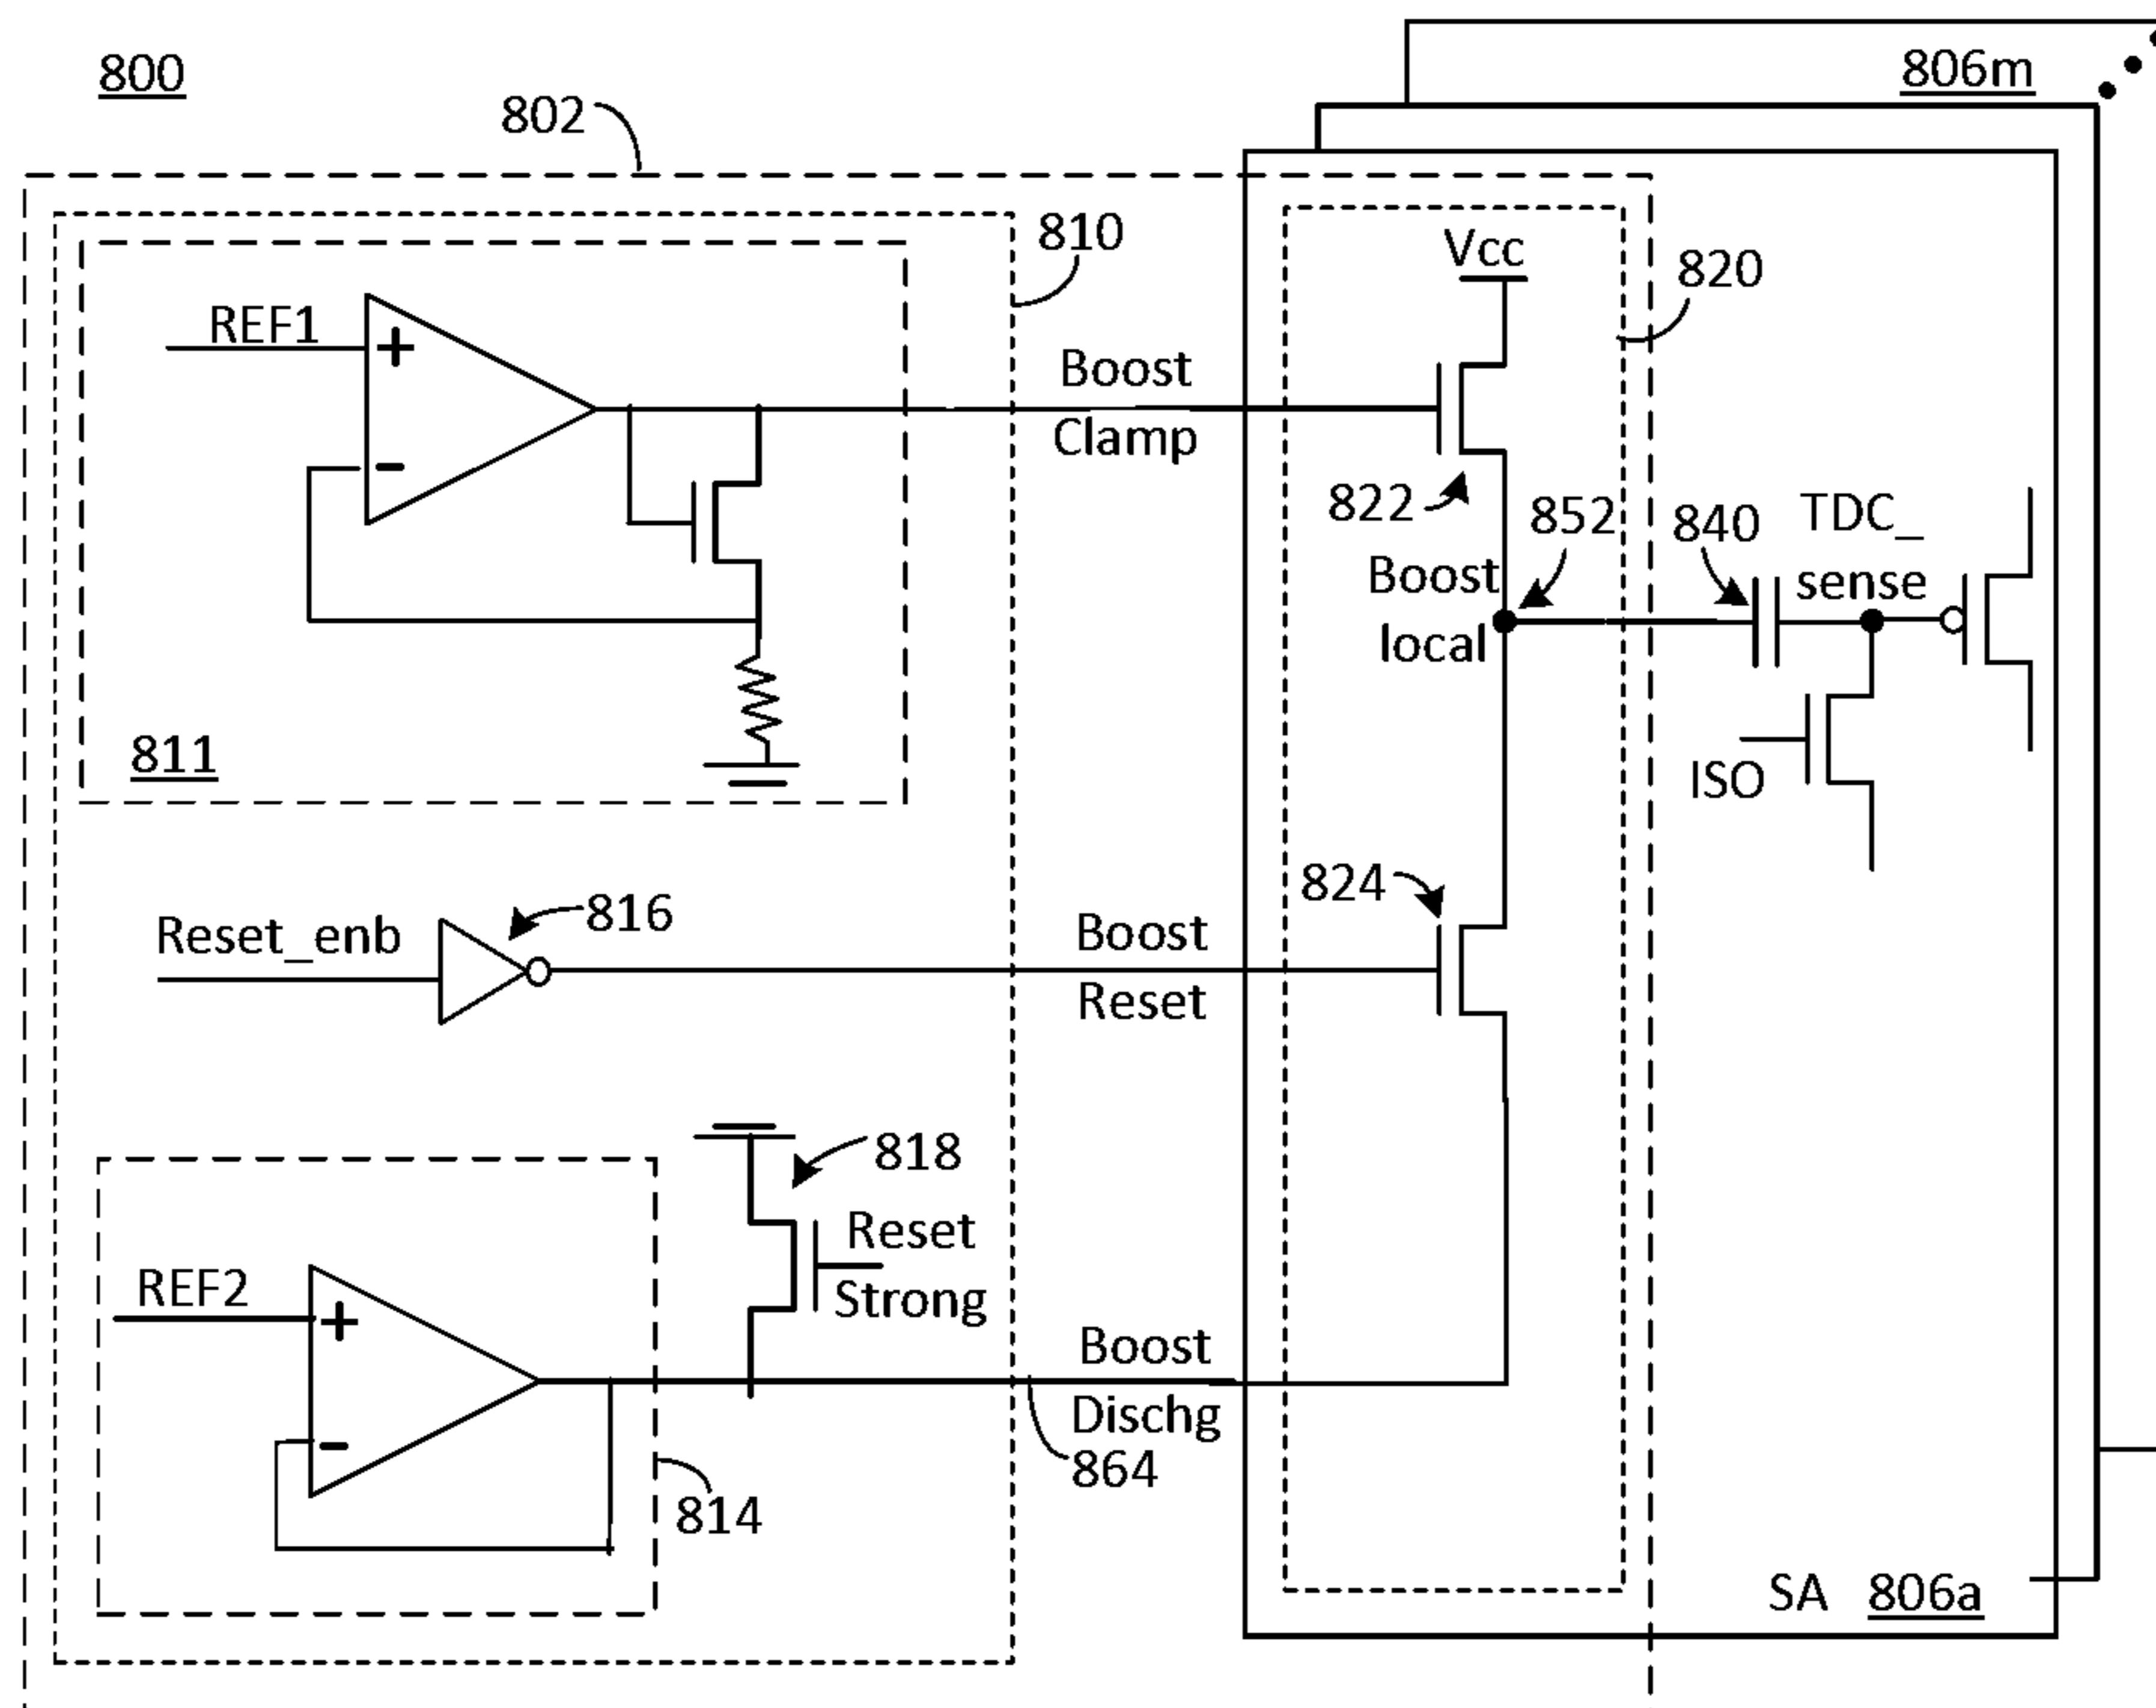 800
802
806m
810
Vcc
820
REF1
+
-
Boost
Clamp
822
852
840
TDC_
sense
Boost
local
811
ISO
824
Reset_enb
816
Boost
Reset
818
Reset
Strong
REF2
+
-
Boost
Dischg
864
814
SA 806a